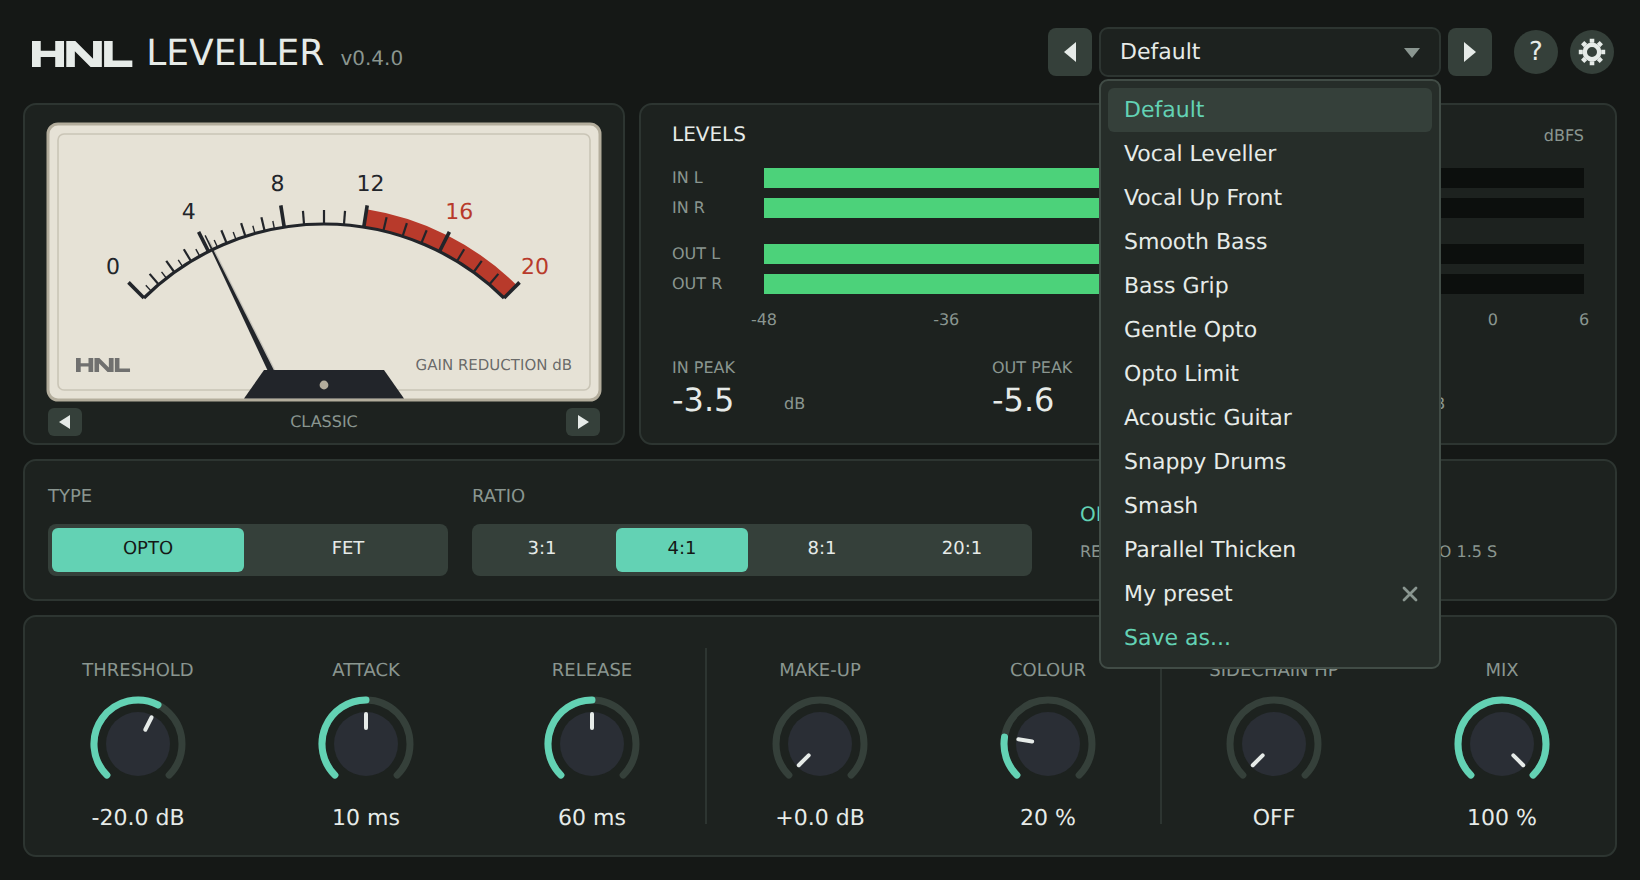 HNL LEVELLER v0.4.0
Default
?
Default
Vocal Leveller
Vocal Up Front
Smooth Bass
Bass Grip
Gentle Opto
Opto Limit
Acoustic Guitar
Snappy Drums
Smash
Parallel Thicken
My preset
Save as...
0 4 8 12 16 20
HNL
GAIN REDUCTION dB
CLASSIC
LEVELS
dBFS
IN L
IN R
OUT L
OUT R
-48 -36 0 6
IN PEAK
-3.5 dB
OUT PEAK
-5.6
TYPE
OPTO FET
RATIO
3:1 4:1 8:1 20:1
1.5 S
THRESHOLD ATTACK RELEASE MAKE-UP COLOUR SIDECHAIN HP MIX
-20.0 dB 10 ms 60 ms +0.0 dB 20 % OFF 100 %